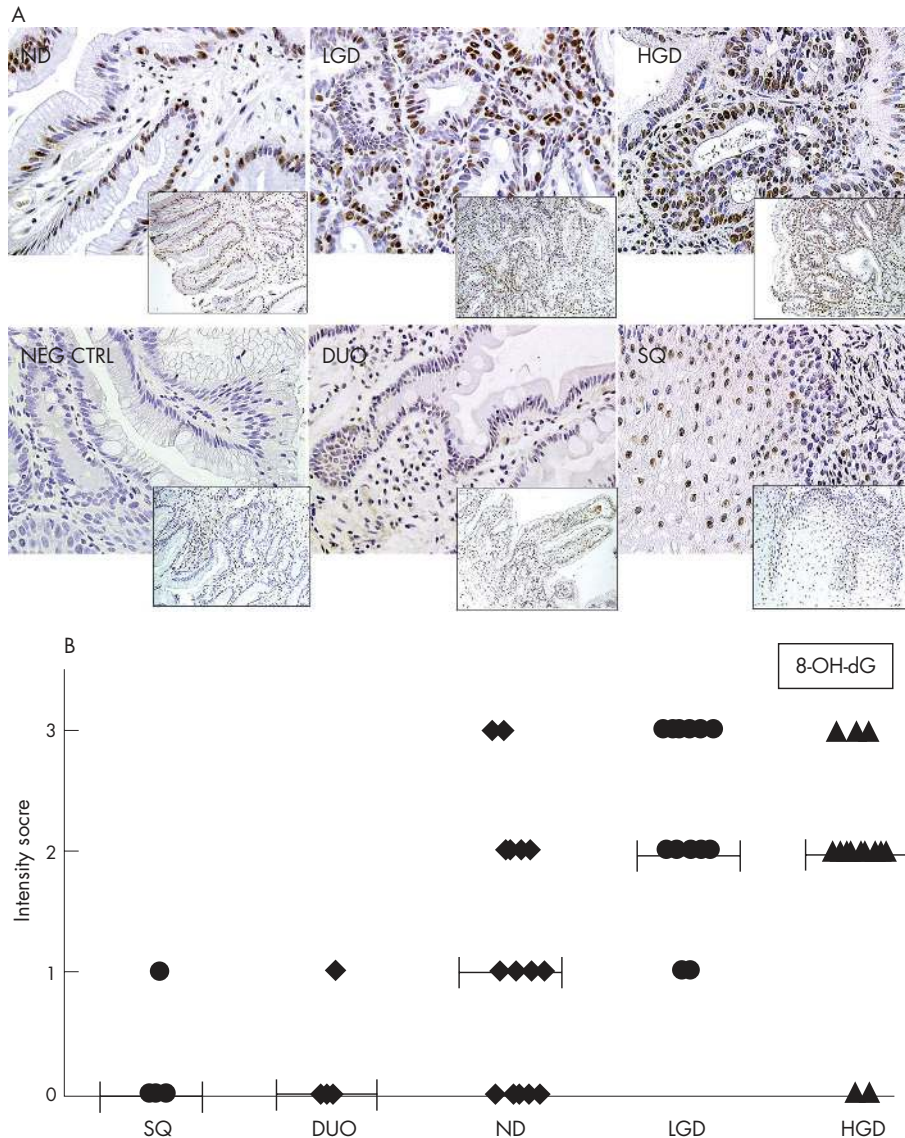 A
ND
LGD
HGD
NEG CTRL
DUO
SQ
B
8-OH-dG
Intensity socre
3
2
1
0
SQ
DUO
ND
LGD
HGD